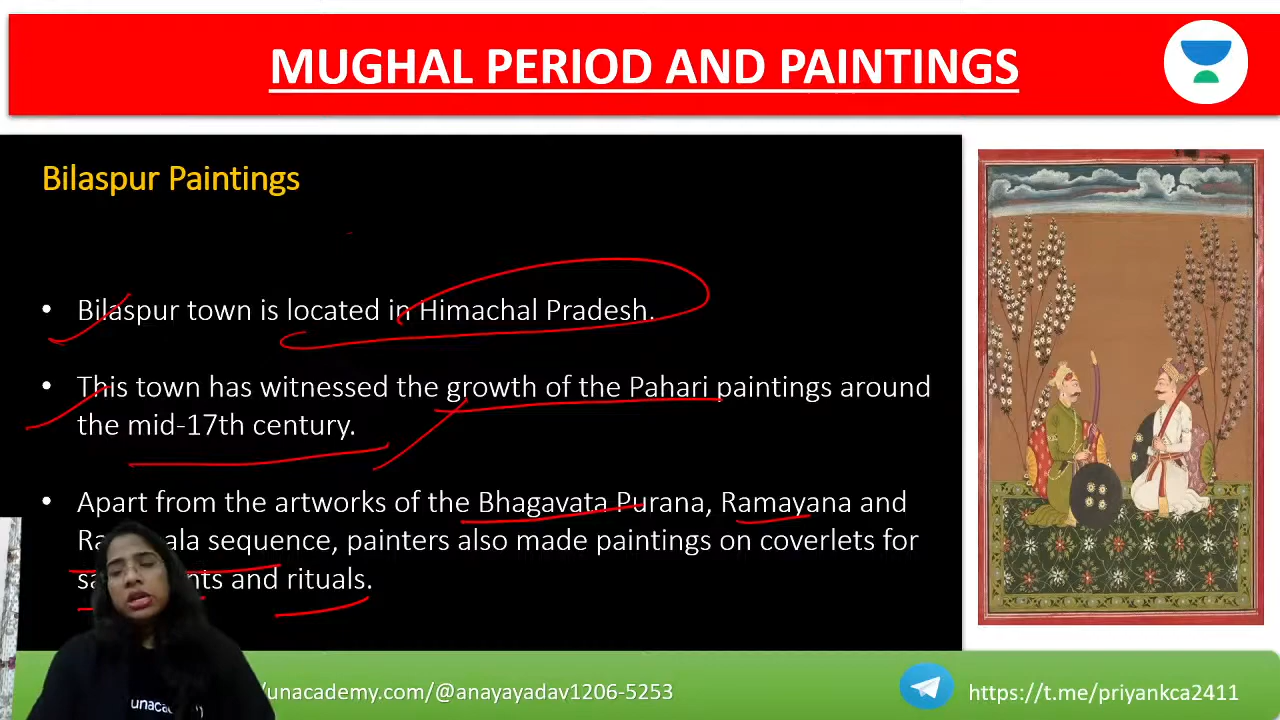 MUGHAL PERIOD AND PAINTINGS
Bilaspur Paintings
• Bilaspur town is located in Himachal Pradesh.
• This town has witnessed the growth of the Pahari paintings around
the mid-17th century.
• Apart from the artworks of the Bhagavata Purana, Ramayana and
sequence, painters also made paintings on coverlets for
and rituals.
unacademy.com/@anayayadav1206-5253
https://t.me/priyankca2411